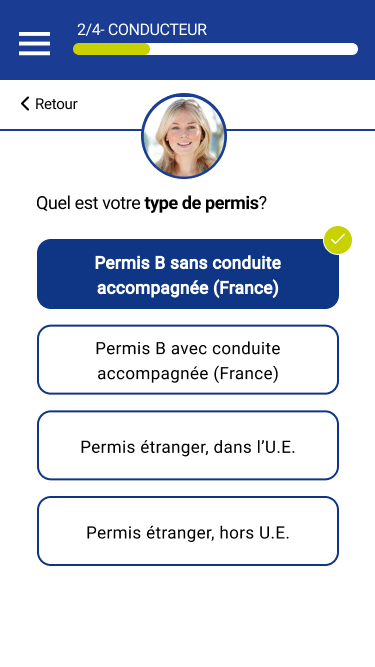 2/4- CONDUCTEUR
Retour
Quel est votre type de permis?
Permis B sans conduite
accompagnée (France)
Permis B avec conduite
accompagnée (France)
Permis étranger, dans l’U.E.
Permis étranger, hors U.E.